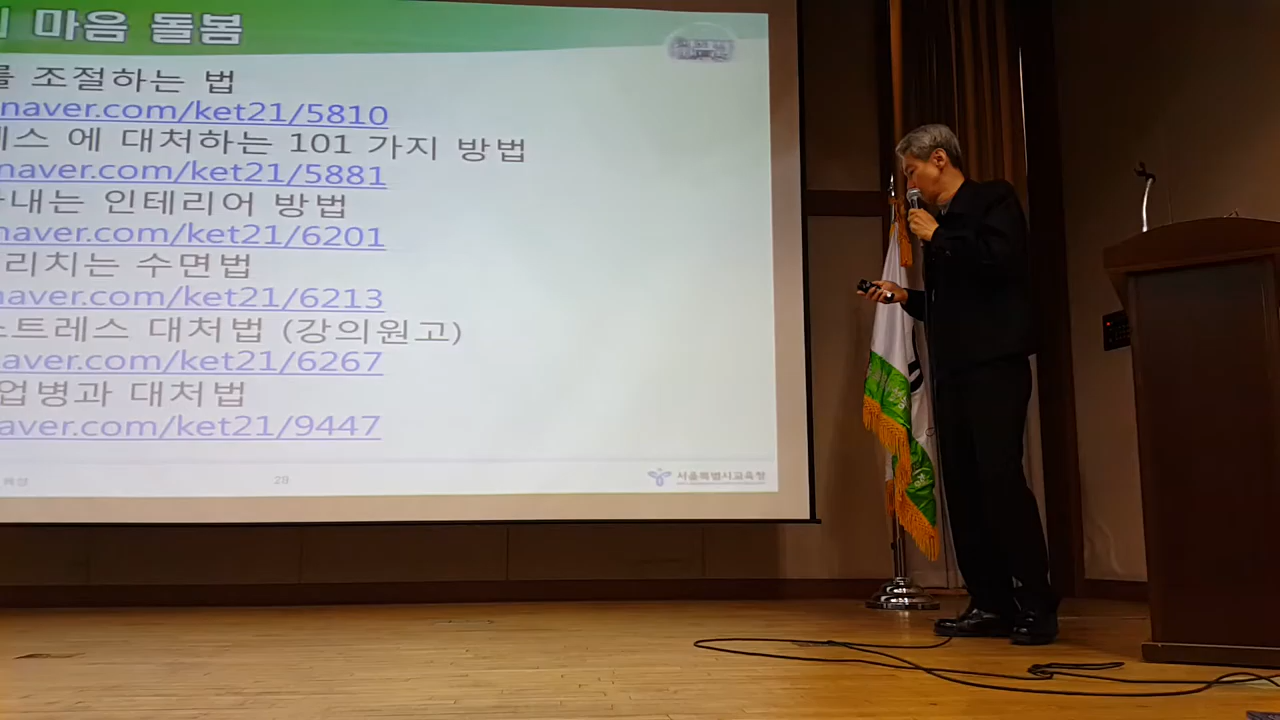 마음 돌봄
를 조절하는 법
naver.com/ket21/5810
스 에 대처하는 101 가지 방법
naver.com/ket21/5881
내는 인테리어 방법
naver.com/ket21/6201
리치는 수면법
naver.com/ket21/6213
스트레스 대처법 (강의원고)
naver.com/ket21/6267
업병과 대처법
naver.com/ket21/9447
28
서울특별시교육청